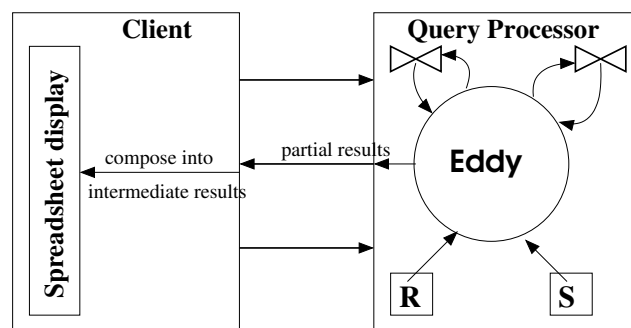 Client
Query Processor
Spreadsheet display
compose into
intermediate results
partial results
Eddy
R
S